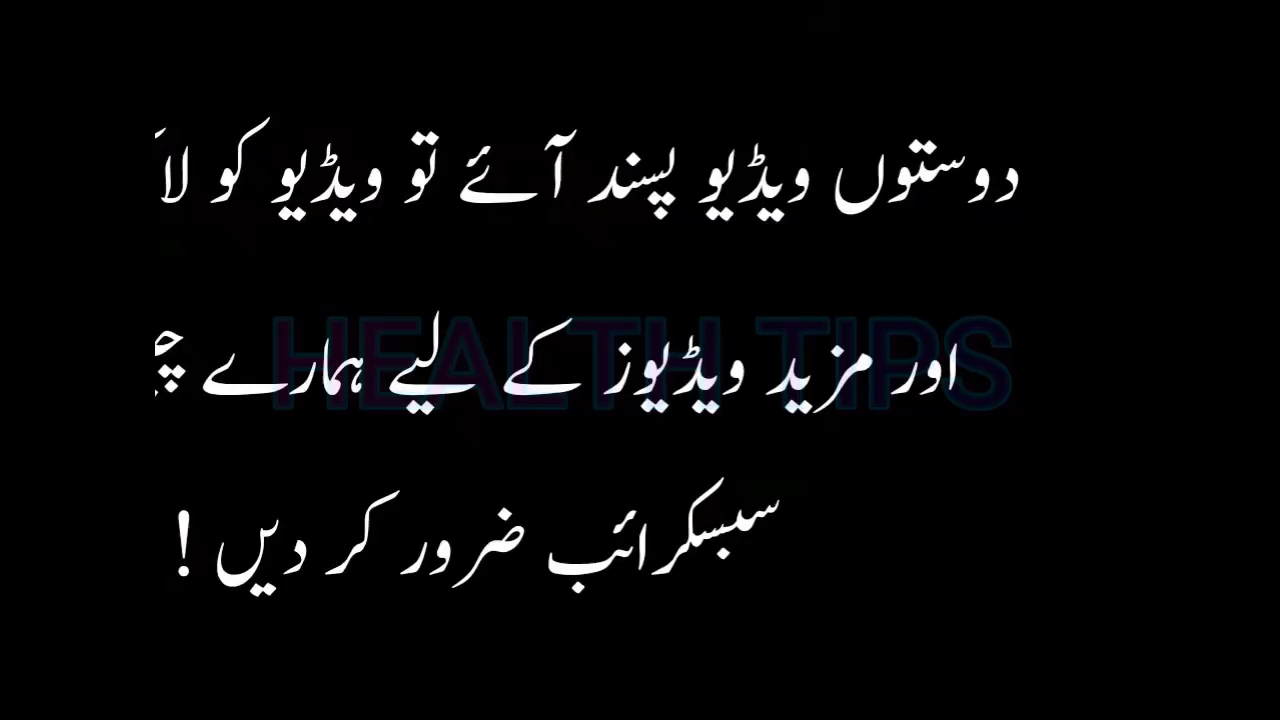 دوستوں ویڈیو پسند آئے تو ویڈیو کو
اور مزید ویڈیوز کے لیے ہمارے
HEALTH TIPS
سبسکرائب ضرور کر دیں !